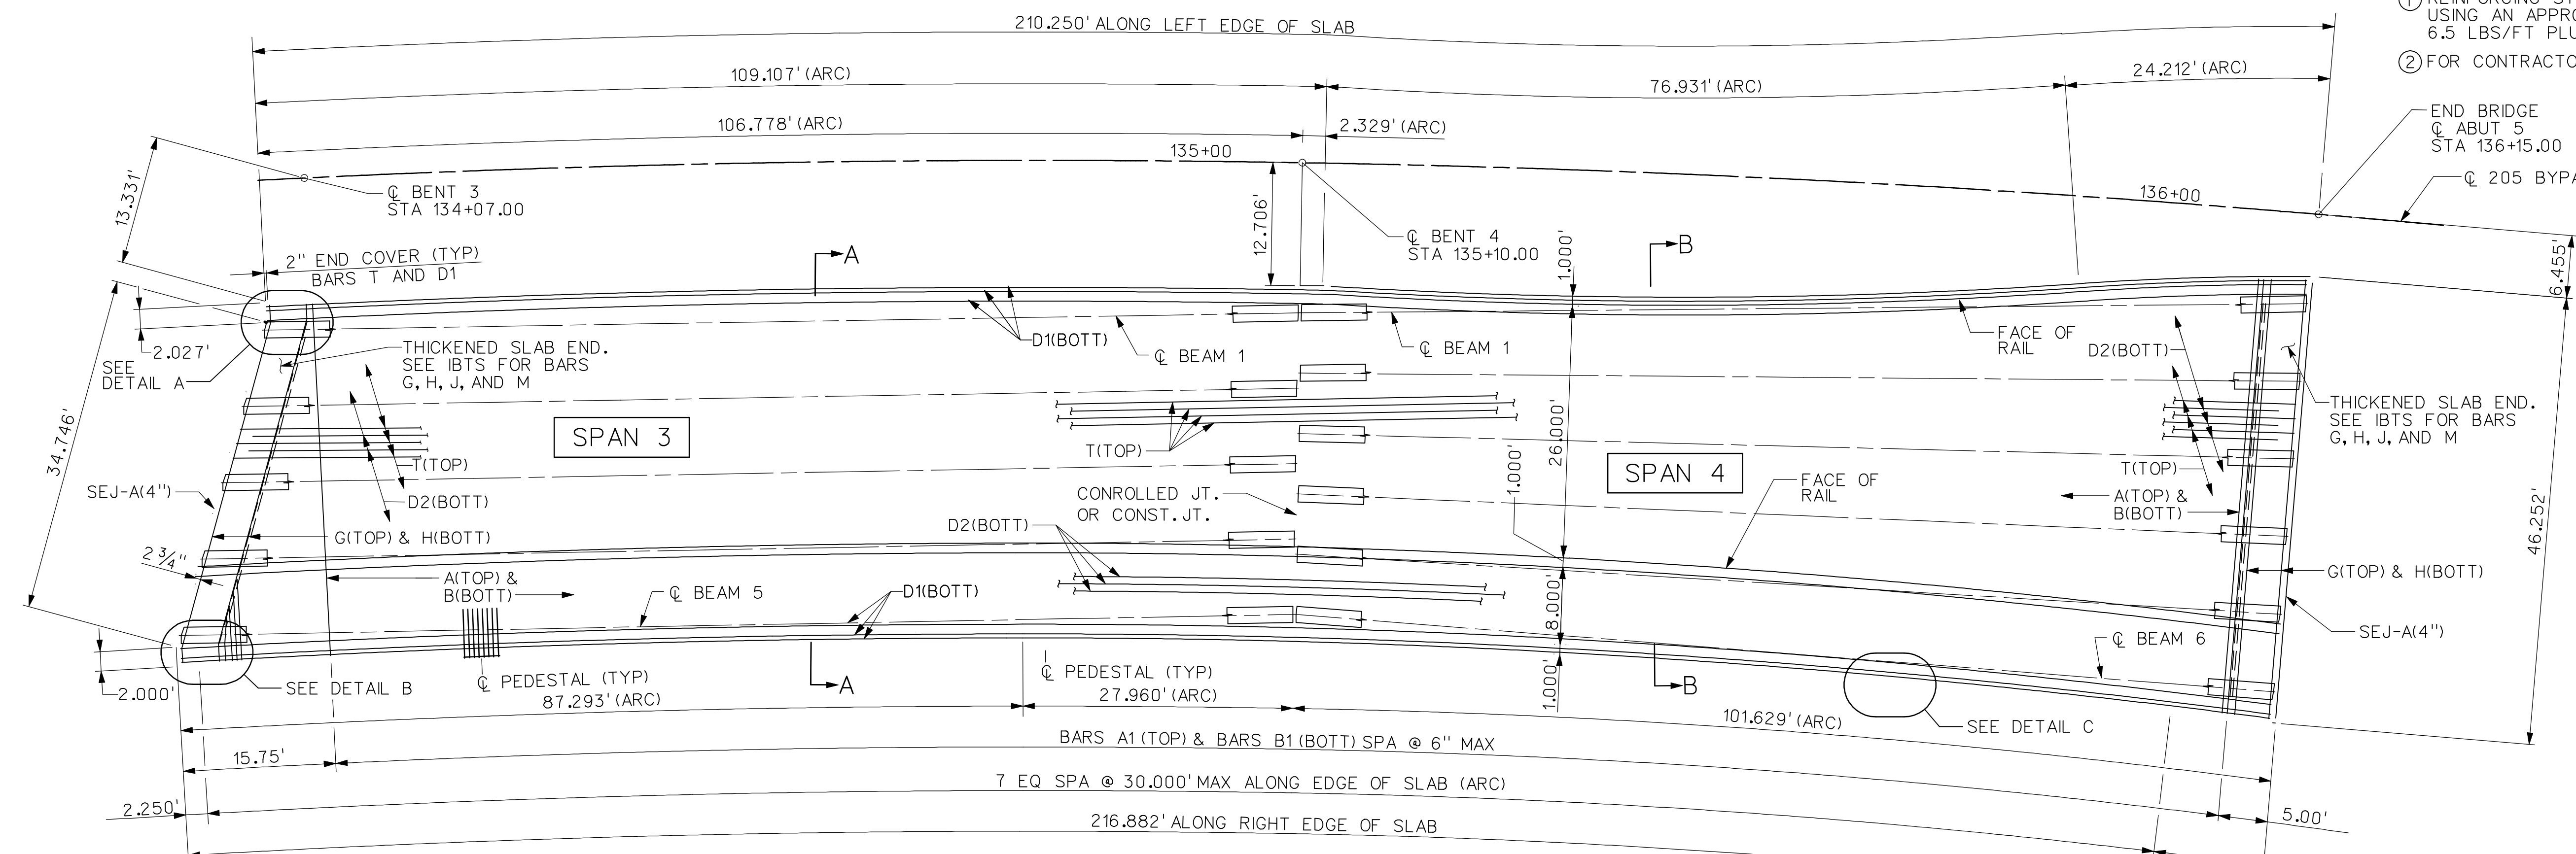 210.250' ALONG LEFT EDGE OF SLAB
109.107' (ARC)
76.931' (ARC)
24.212' (ARC)
106.778' (ARC)
2.329' (ARC)
1
USING AN
6.5 LBS/FT
2 FOR
END BRIDGE
℄ ABUT 5
STA 136+15.00
℄ 205
135+00
136+00
13.331'
℄ BENT 3
STA 134+07.00
12.706'
℄ BENT 4
STA 135+10.00
6.455'
2" END COVER (TYP)
BARS T AND D1
A
B
1.000'
2.027'
SEE
DETAIL A
THICKENED SLAB END.
SEE IBTS FOR BARS
G, H, J, AND M
D1(BOTT)
℄ BEAM 1
℄ BEAM 1
FACE OF
RAIL
D2(BOTT)
THICKENED SLAB END.
SEE IBTS FOR BARS
G, H, J, AND M
34.746'
SPAN 3
T(TOP)
26.000'
SPAN 4
T(TOP)
T(TOP)
D2(BOTT)
SEJ-A(4")
CONROLLED JT.
OR CONST. JT.
1.000'
FACE OF
RAIL
A(TOP) &
B(BOTT)
46.252'
G(TOP) & H(BOTT)
D2(BOTT)
2 3/4"
A(TOP) &
B(BOTT)
℄ BEAM 5
D1(BOTT)
8.000'
G(TOP) & H(BOTT)
SEJ-A(4")
℄ BEAM 6
2.000'
SEE DETAIL B
℄ PEDESTAL (TYP)
A
℄ PEDESTAL (TYP)
1.000'
B
87.293' (ARC)
27.960' (ARC)
101.629' (ARC)
SEE DETAIL C
15.75'
BARS A1 (TOP) & BARS B1 (BOTT) SPA @ 6" MAX
7 EQ SPA @ 30.000' MAX ALONG EDGE OF SLAB (ARC)
2.250'
5.00'
216.882' ALONG RIGHT EDGE OF SLAB